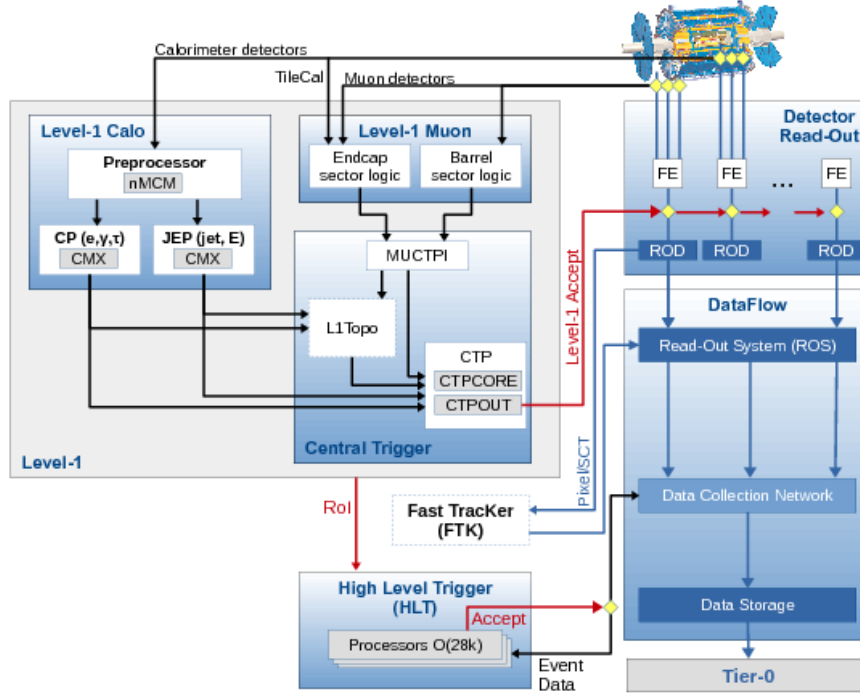 Calorimeter detectors
TileCal
Muon detectors
Level-1 Calo
Preprocessor
nMCM
CP (e,γ,τ)
CMX
JEP (jet, E)
CMX
Level-1 Muon
Endcap
sector logic
Barrel
sector logic
MUCTPI
L1Topo
CTP
CTPCORE
CTPOUT
Central Trigger
Level-1
Level-1 Accept
Detector
Read-Out
FE
FE
...
FE
ROD
ROD
ROD
DataFlow
Read-Out System (ROS)
Pixel/SCT
Data Collection Network
RoI
Fast TracKer
(FTK)
High Level Trigger
(HLT)
Accept
Processors O(28k)
Event
Data
Data Storage
Tier-0